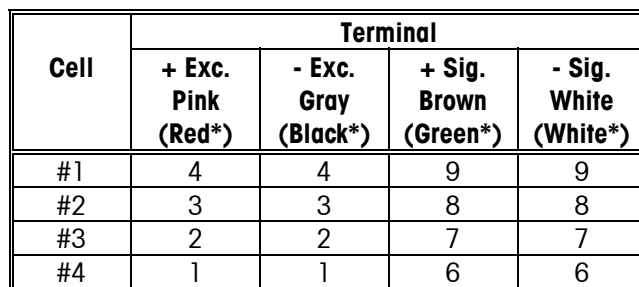 Terminal
Cell + Exc. - Exc. + Sig. - Sig.
Pink Gray Brown White
(Red*) (Black*) (Green*) (White*)
#1 4 4 9 9
#2 3 3 8 8
#3 2 2 7 7
#4 1 1 6 6